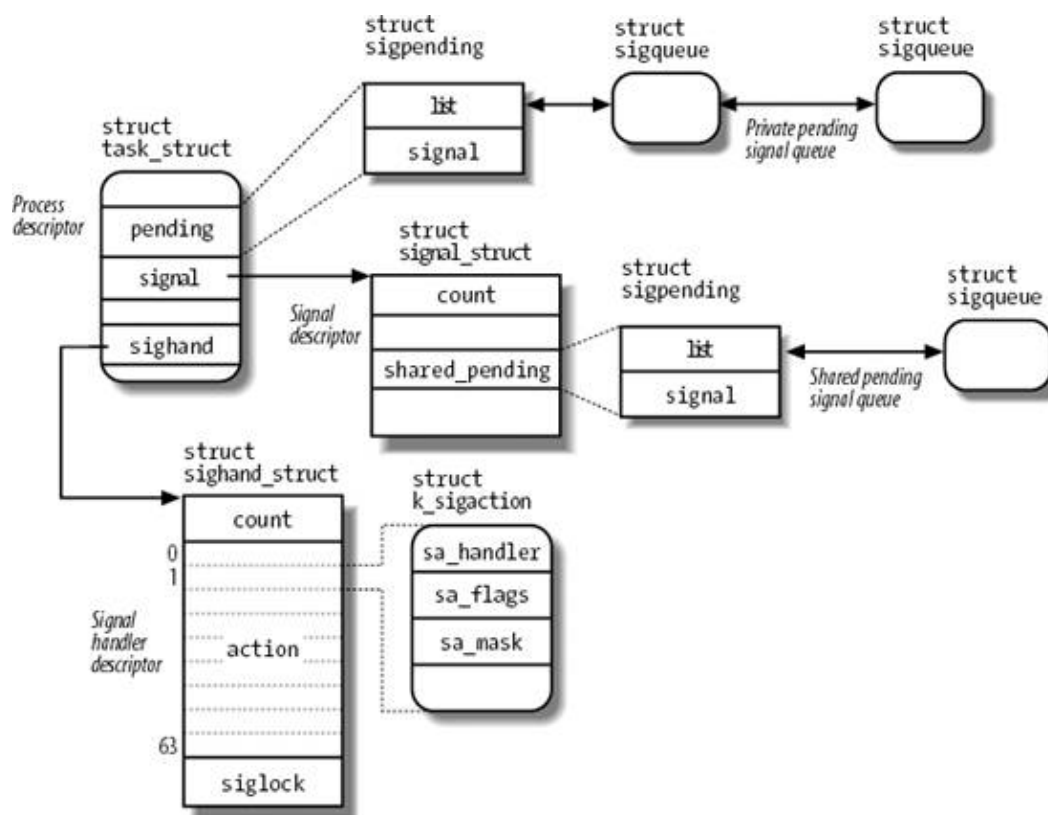 struct
sigpending
struct
sigqueue
struct
sigqueue
list
signal
Private pending
signal queue
struct
task_struct
Process
descriptor
pending
signal
sighand
struct
signal_struct
Signal
descriptor
count
shared_pending
struct
sigpending
list
signal
struct
sigqueue
Shared pending
signal queue
struct
sighand_struct
count
0
1
Signal
handler
descriptor
action
63
siglock
struct
k_sigaction
sa_handler
sa_flags
sa_mask